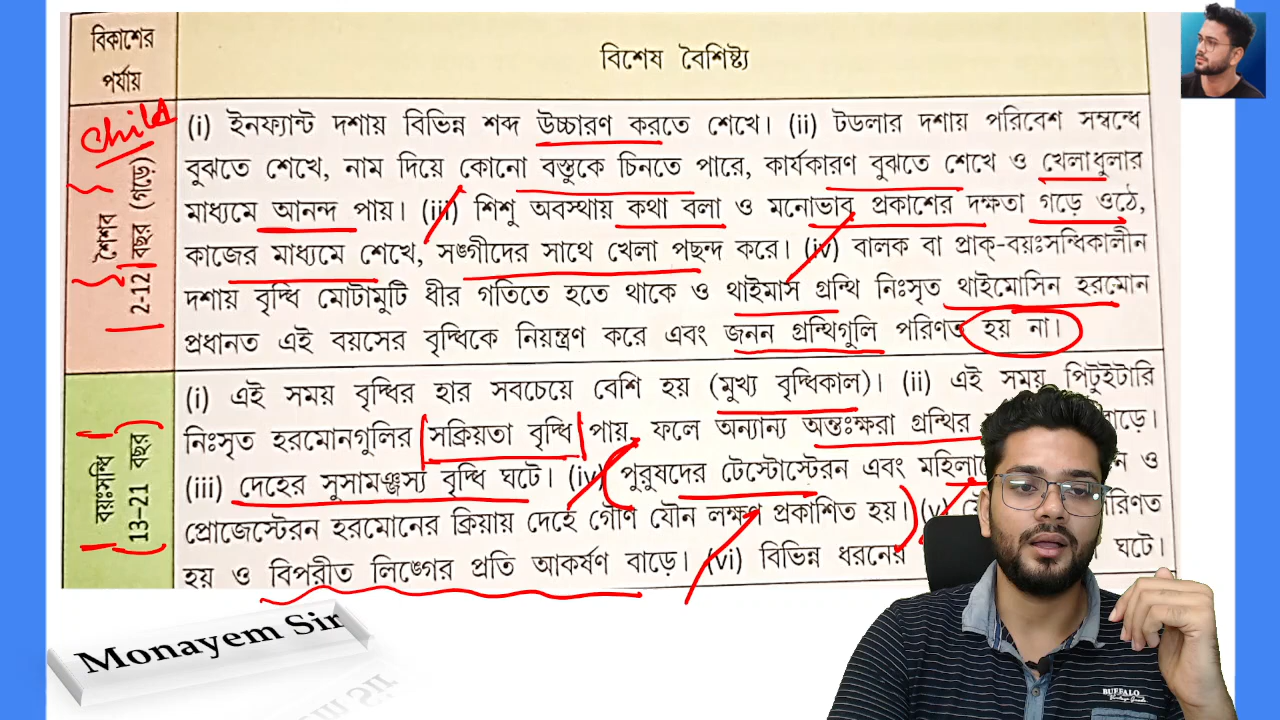 বিকাশের
পর্যায়
বিশেষ বৈশিষ্ট্য
Child
শৈশব
2-12 বছর (গড়ে)
(i) ইনফ্যান্ট দশায় বিভিন্ন শব্দ উচ্চারণ করতে শেখে। (ii) টডলার দশায় পরিবেশ সম্বন্ধে
বুঝতে শেখে, নাম দিয়ে কোনো বস্তুকে চিনতে পারে, কার্যকারণ বুঝতে শেখে ও খেলাধুলার
মাধ্যমে আনন্দ পায়। (iii) শিশু অবস্থায় কথা বলা ও মনোভাব প্রকাশের দক্ষতা গড়ে ওঠে,
কাজের মাধ্যমে শেখে, সঙ্গীদের সাথে খেলা পছন্দ করে। (iv) বালক বা প্রাক্-বয়ঃসন্ধিকালীন
দশায় বৃদ্ধি মোটামুটি ধীর গতিতে হতে থাকে ও থাইমাস গ্রন্থি নিঃসৃত থাইমোসিন হরমোন
প্রধানত এই বয়সের বৃদ্ধিকে নিয়ন্ত্রণ করে এবং জনন গ্রন্থিগুলি পরিণত হয় না।
বয়ঃসন্ধি
13-21 বছর
(i) এই সময় বৃদ্ধির হার সবচেয়ে বেশি হয় (মুখ্য বৃদ্ধিকাল)। (ii) এই সময় পিটুইটারি
নিঃসৃত হরমোনগুলির সক্রিয়তা বৃদ্ধি পায়, ফলে অন্যান্য অন্তঃক্ষরা গ্রন্থির বাড়ে।
(iii) দেহের সুসামঞ্জস্য বৃদ্ধি ঘটে। (iv) পুরুষদের টেস্টোস্টেরন এবং ও
প্রোজেস্টেরন হরমোনের ক্রিয়ায় দেহে গৌণ যৌন লক্ষণ প্রকাশিত হয়। (v)
হয় ও বিপরীত লিঙ্গের প্রতি আকর্ষণ বাড়ে। (vi) বিভিন্ন ধরনের ঘটে।
Monayem Sir
BUFFALO